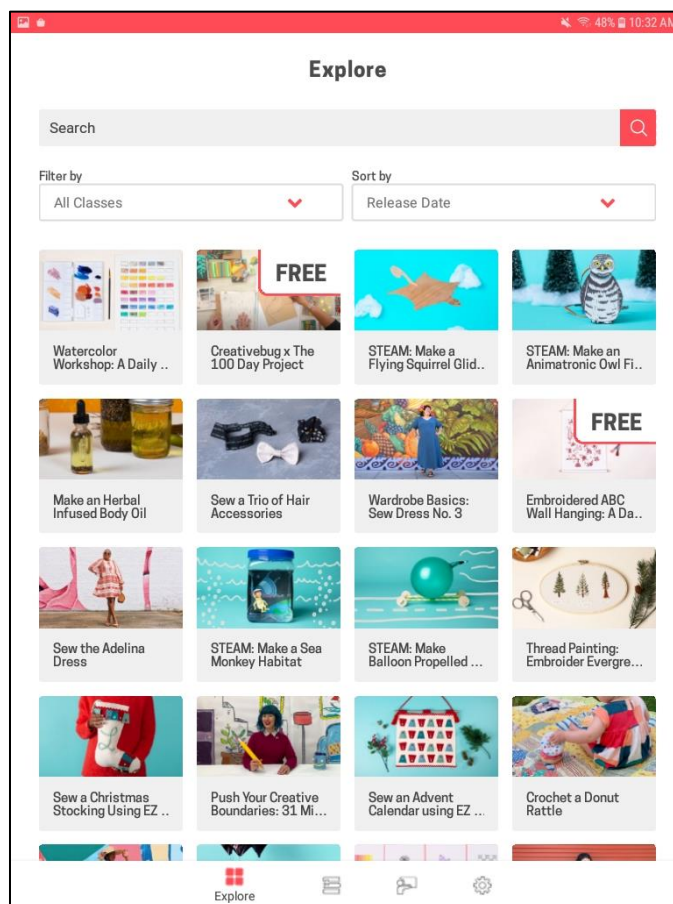 48% 10:32 AM
Explore
Search
Filter by
Sort by
All Classes
Release Date
FREE
Watercolor
Workshop: A Daily ..
Creativebug x The
100 Day Project
STEAM: Make a
Flying Squirrel Glid..
STEAM: Make an
Animatronic Owl Fi..
FREE
Make an Herbal
Infused Body Oil
Sew a Trio of Hair
Accessories
Wardrobe Basics:
Sew Dress No. 3
Embroidered ABC
Wall Hanging: A Da..
Sew the Adelina
Dress
STEAM: Make a Sea
Monkey Habitat
STEAM: Make
Balloon Propelled ...
Thread Painting:
Embroider Evergre...
Sew a Christmas
Stocking Using EZ ..
Push Your Creative
Boundaries: 31 Mi...
Sew an Advent
Calendar using EZ ...
Crochet a Donut
Rattle
Explore